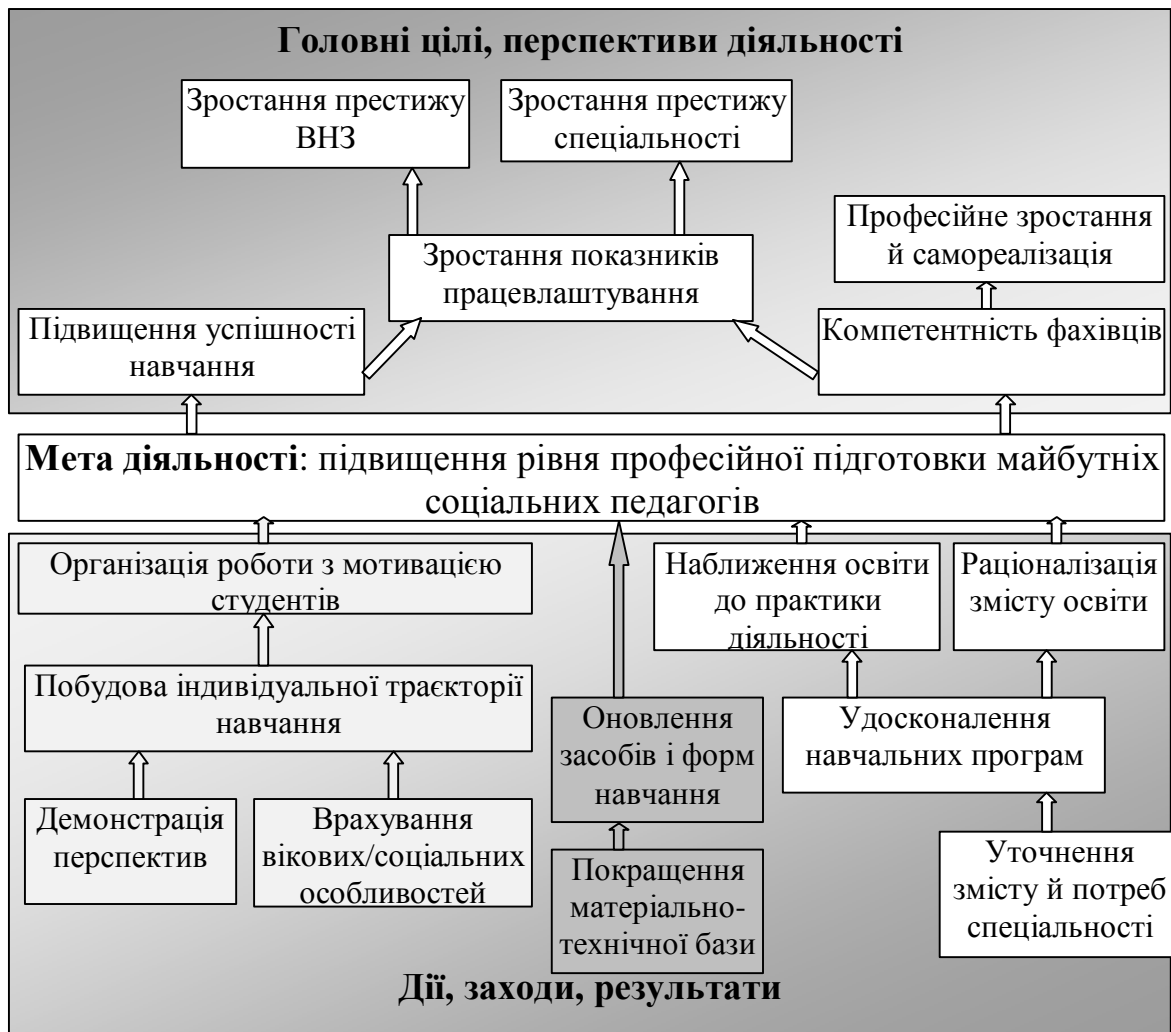 Головні цілі, перспективи діяльності
Зростання престижу
ВНЗ
Зростання престижу
спеціальності
Професійне зростання
й самореалізація
Зростання показників
працевлаштування
Підвищення успішності
навчання
Компетентність фахівців
Мета діяльності: підвищення рівня професійної підготовки майбутніх
соціальних педагогів
Організація роботи з мотивацією
студентів
Наближення освіти
до практики
діяльності
Раціоналізація
змісту освіти
Побудова індивідуальної траєкторії
навчання
Оновлення
засобів і форм
навчання
Удосконалення
навчальних програм
Демонстрація
перспектив
Врахування
вікових/соціальних
особливостей
Покращення
матеріально-
технічної бази
Уточнення
змісту й потреб
спеціальності
Дії, заходи, результати